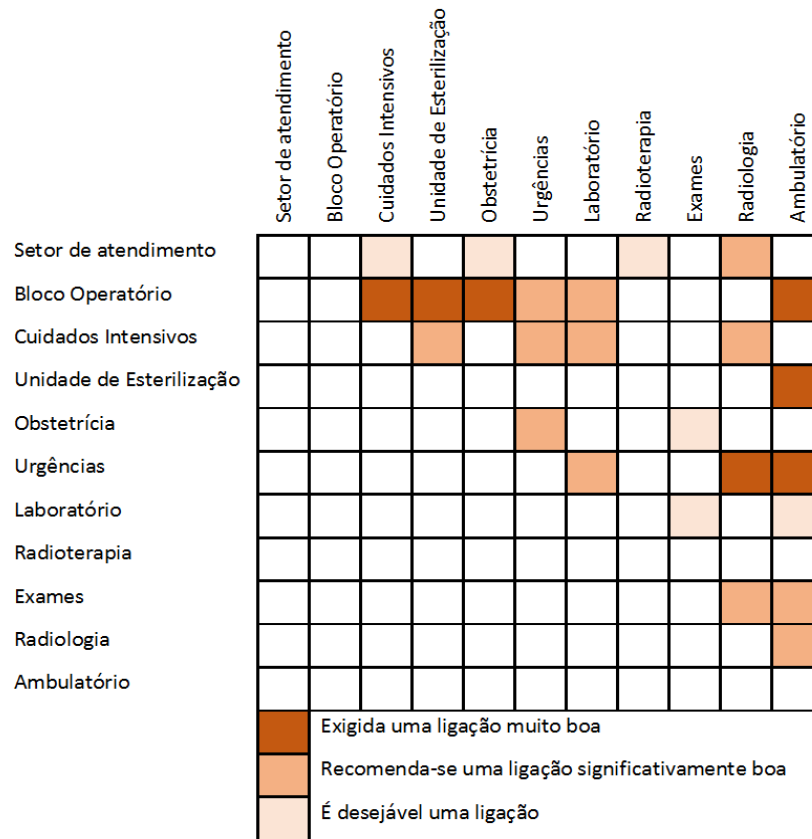 Setor de atendimento
Bloco Operatório
Cuidados Intensivos
Unidade de Esterilização
Obstetrícia
Urgências
Laboratório
Radioterapia
Exames
Radiologia
Ambulatório
Setor de atendimento
Bloco Operatório
Cuidados Intensivos
Unidade de Esterilização
Obstetrícia
Urgências
Laboratório
Radioterapia
Exames
Radiologia
Ambulatório
Exigida uma ligação muito boa
Recomenda-se uma ligação significativamente boa
É desejável uma ligação